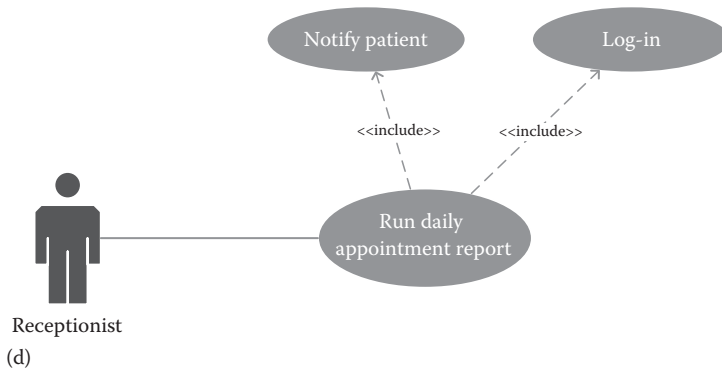 Notify patient
Log-in
<<include>>
<<include>>
Run daily
appointment report
Receptionist
(d)